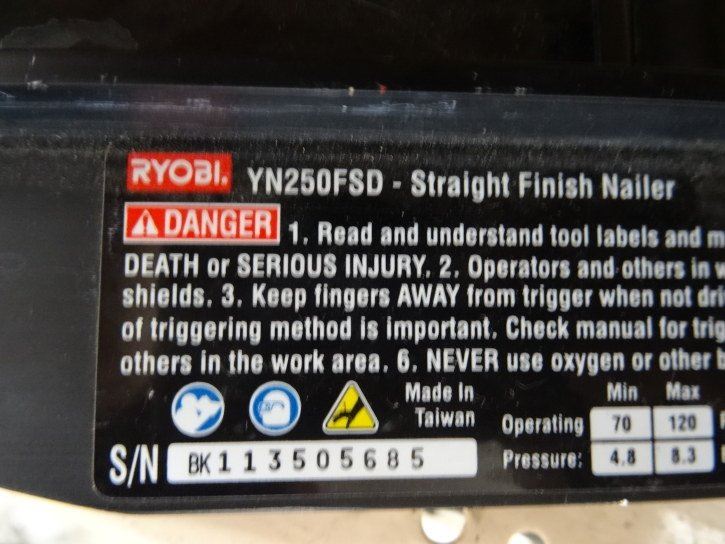 RYOBI. YN250FSD - Straight Finish Nailer
DANGER 1. Read and understand tool labels and
DEATH or SERIOUS INJURY. 2. Operators and others in
shields. 3. Keep fingers AWAY from trigger when not
of triggering method is important. Check manual for
others in the work area. 6. NEVER use oxygen or other
Made In
Taiwan
Min Max
Operating 70 120
Pressure: 4.8 8.3
S/N BK113505685